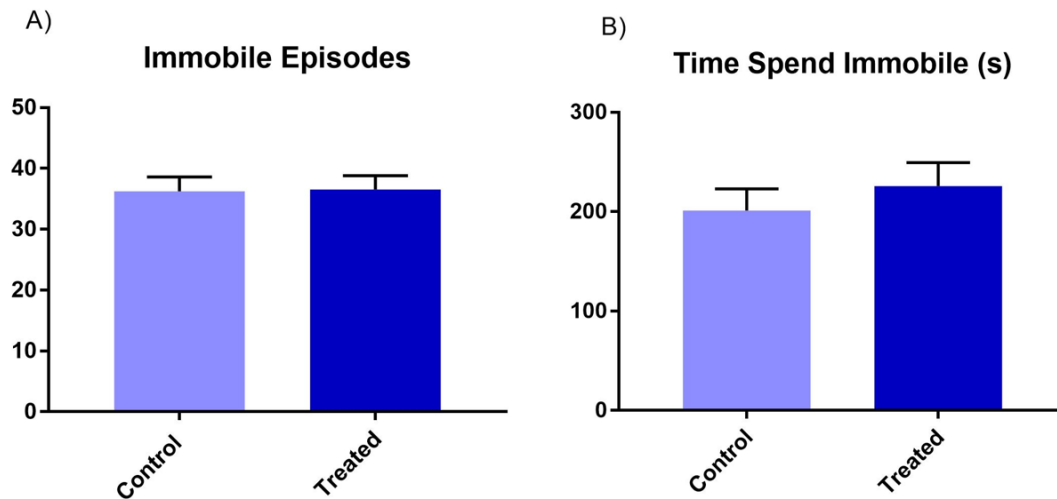 A)
Immobile Episodes
50
40
30
20
10
0
Control
Treated
B)
Time Spend Immobile (s)
300
200
100
0
Control
Treated